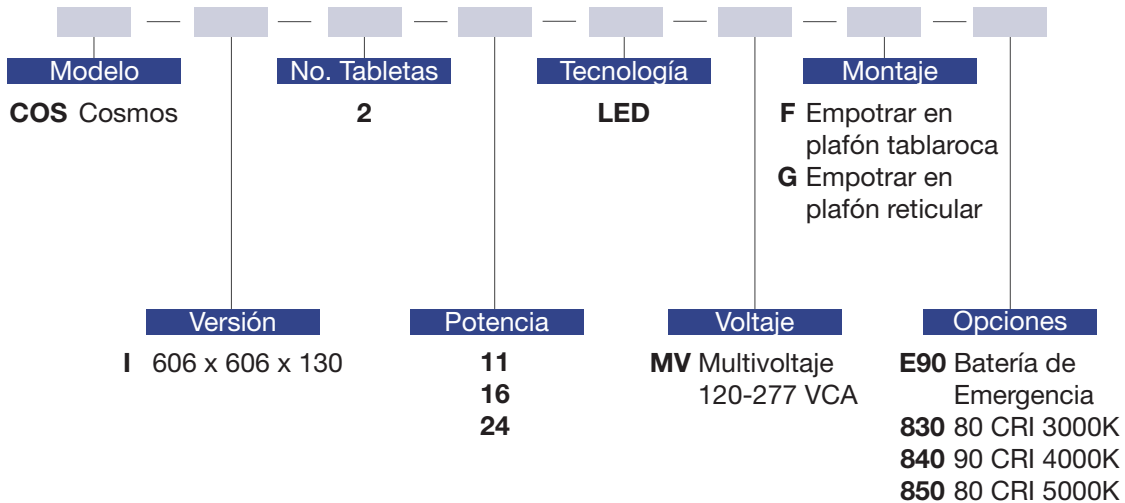 Modelo
COS Cosmos
No. Tabletas
2
Tecnología
LED
Montaje
F Empotrar en
plafón tablaroca
G Empotrar en
plafón reticular
Versión
I 606 x 606 x 130
Potencia
11
16
24
Voltaje
MV Multivoltaje
120-277 VCA
Opciones
E90 Batería de
Emergencia
830 80 CRI 3000K
840 90 CRI 4000K
850 80 CRI 5000K